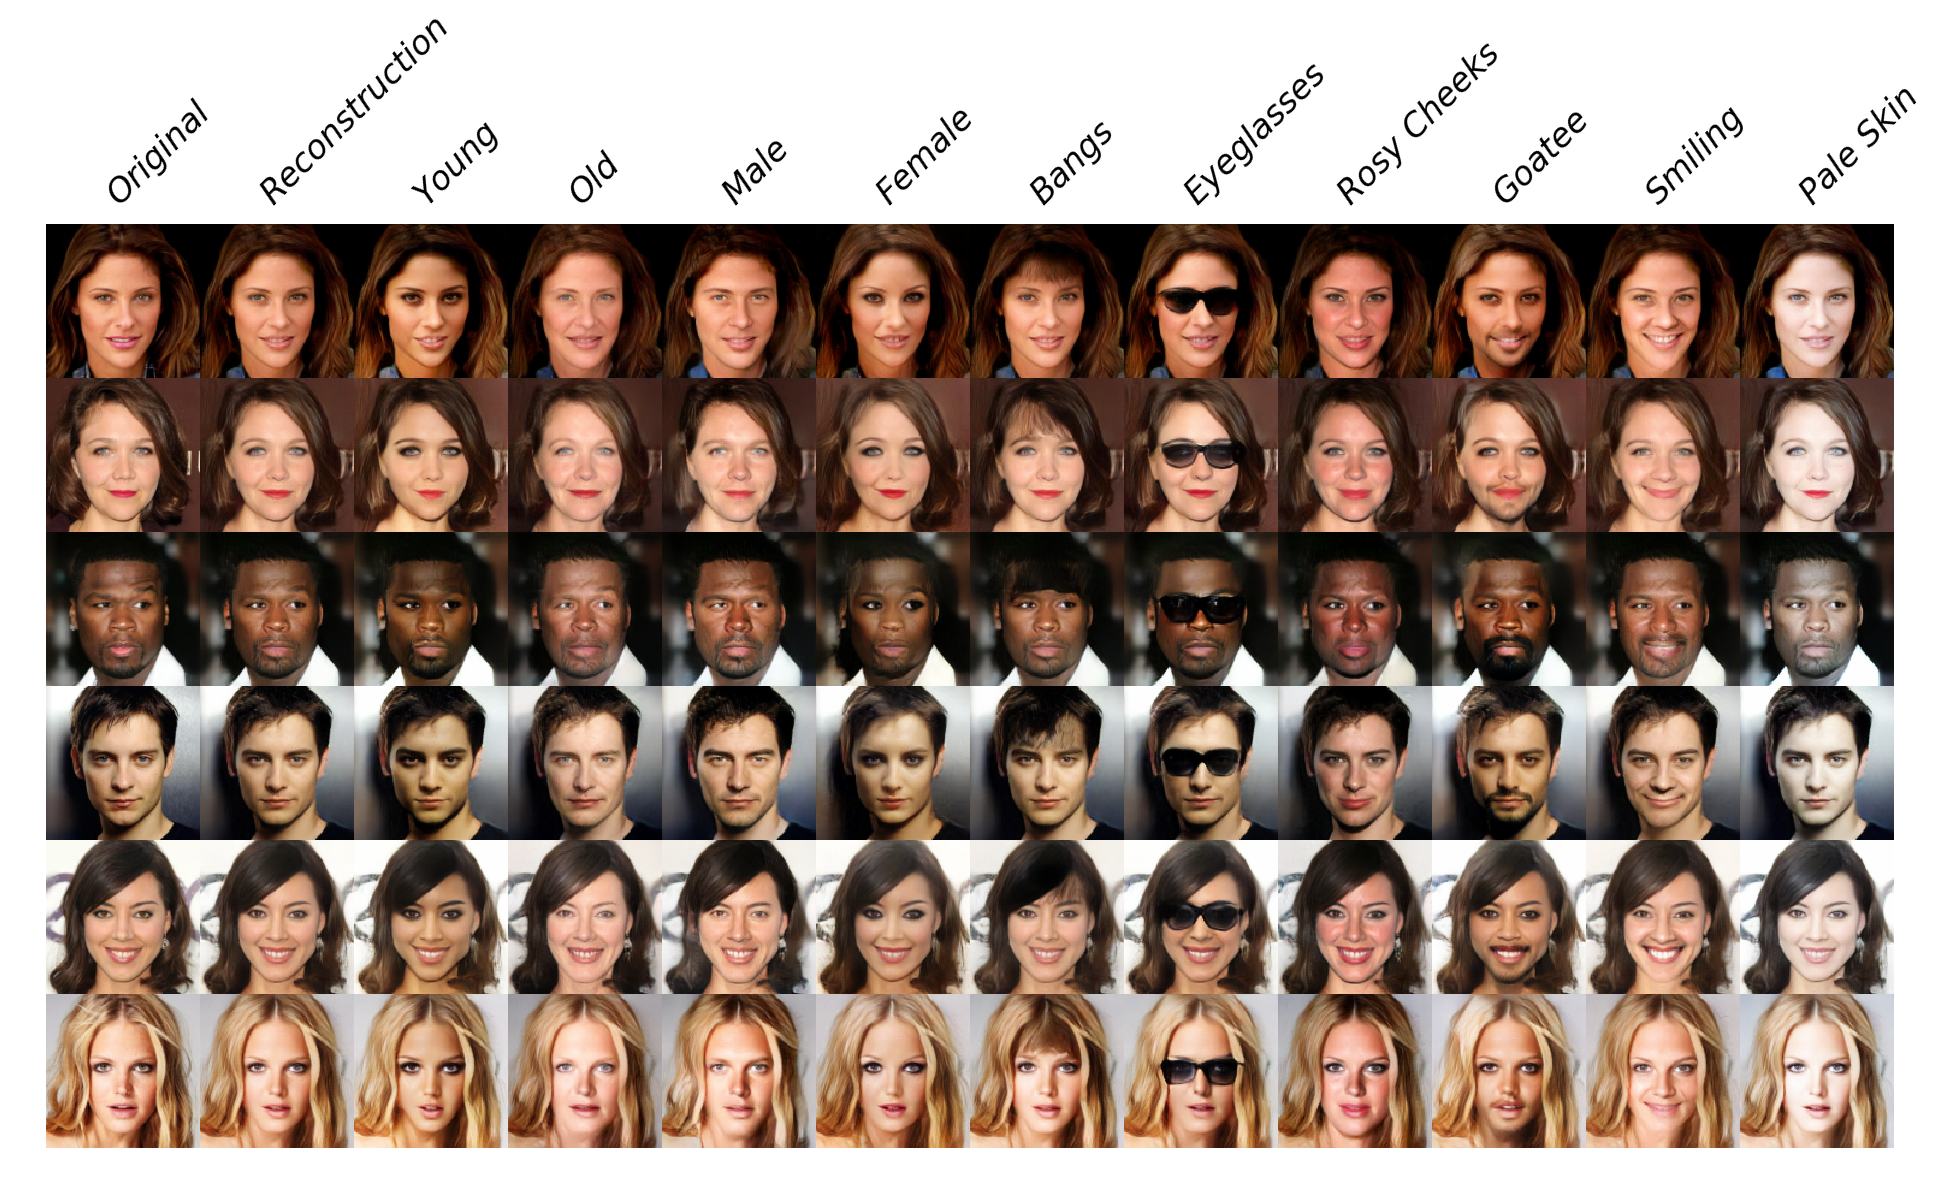 Original
Reconstruction
Young
Old
Male
Female
Bangs
Eyeglasses
Rosy Cheeks
Goatee
Smiling
Pale Skin